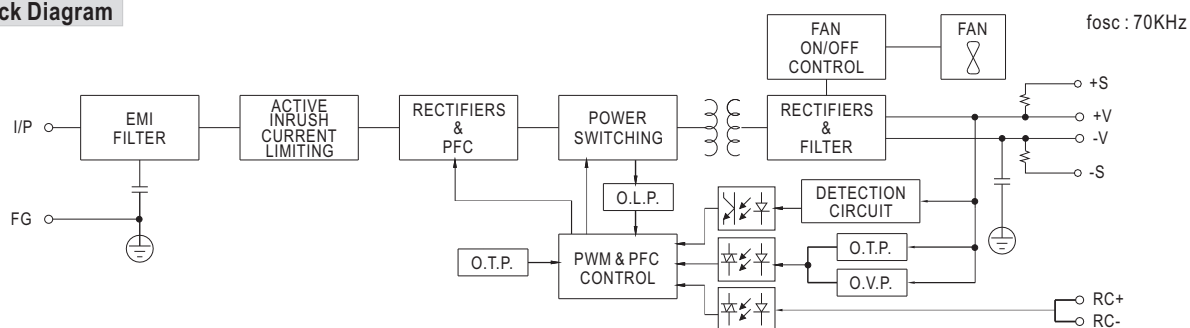 ck Diagram
fosc : 70KHz
FAN
ON/OFF
CONTROL
FAN
I/P
EMI
FILTER
ACTIVE
INRUSH
CURRENT
LIMITING
RECTIFIERS
&
PFC
POWER
SWITCHING
RECTIFIERS
&
FILTER
+S
+V
-V
-S
FG
O.L.P.
DETECTION
CIRCUIT
O.T.P.
PWM & PFC
CONTROL
O.T.P.
O.V.P.
RC+
RC-